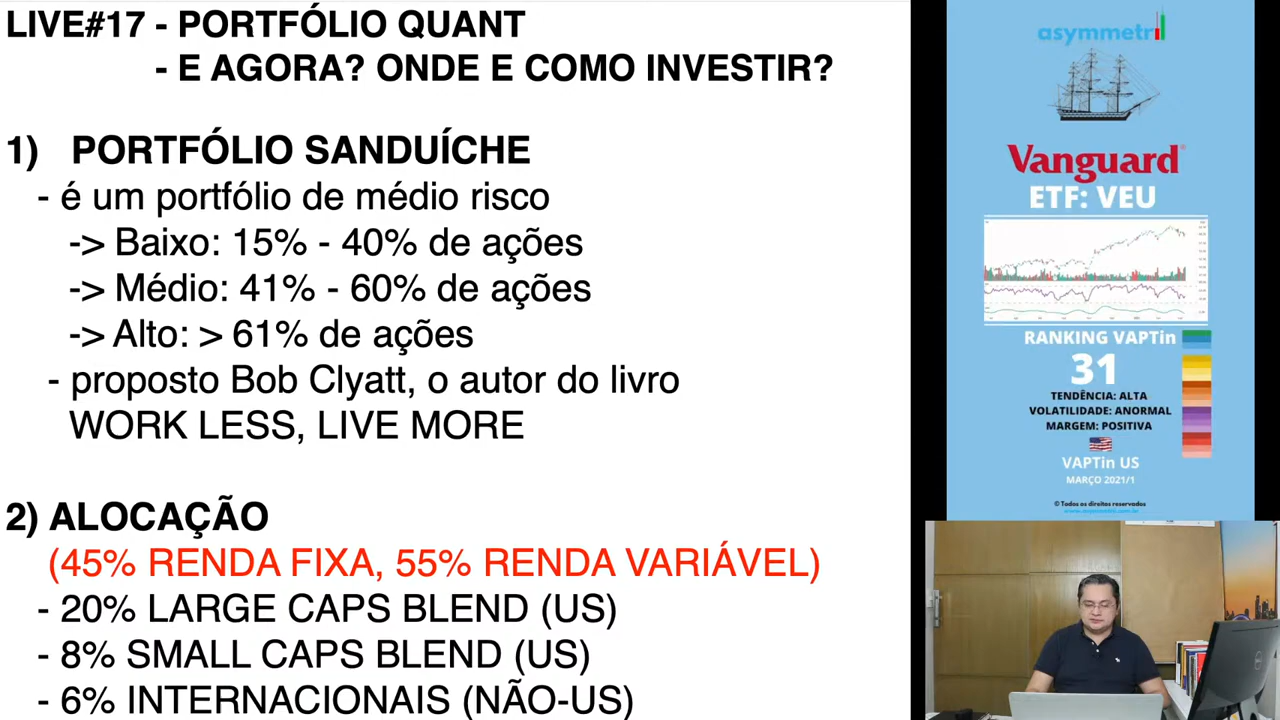 LIVE#17 - PORTFÓLIO QUANT
- E AGORA? ONDE E COMO INVESTIR?
1) PORTFÓLIO SANDUÍCHE
- é um portfólio de médio risco
-> Baixo: 15% - 40% de ações
-> Médio: 41% - 60% de ações
-> Alto: > 61% de ações
- proposto Bob Clyatt, o autor do livro
WORK LESS, LIVE MORE
2) ALOCAÇÃO
(45% RENDA FIXA, 55% RENDA VARIÁVEL)
- 20% LARGE CAPS BLEND (US)
- 8% SMALL CAPS BLEND (US)
- 6% INTERNACIONAIS (NÃO-US)
asymmetri
Vanguard
ETF: VEU
RANKING VAPTin
31
TENDÊNCIA: ALTA
VOLATILIDADE: ANORMAL
MARGEM: POSITIVA
VAPTin US
MARÇO 2021/1
© Todos os direitos reservados